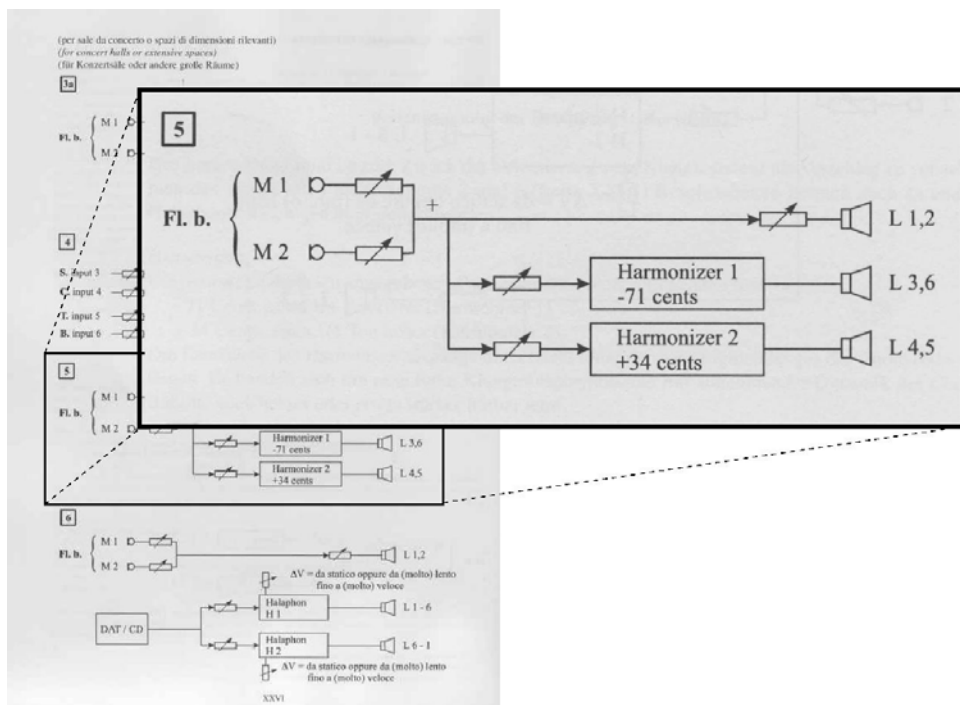 (per sale da concerto o spazi di dimensioni rilevanti)
(for concert halls or extensive spaces)
(für Konzertsäle oder andere große Räume)
3a
Fl. b.
M 1
M 2
5
Fl. b.
M 1
M 2
+
L 1,2
Harmonizer 1
-71 cents
L 3,6
Harmonizer 2
+34 cents
L 4,5
4
S. input 3
C. input 4
T. input 5
B. input 6
5
Fl. b.
M 1
M 2
Harmonizer 1
-71 cents
L 3,6
Harmonizer 2
+34 cents
L 4,5
6
Fl. b.
M 1
M 2
L 1,2
ΔV = da statico oppure da (molto) lento
fino a (molto) veloce
DAT / CD
Halaphon
H 1
L 1 - 6
Halaphon
H 2
L 6 - 1
ΔV = da statico oppure da (molto) lento
fino a (molto) veloce
XXVI